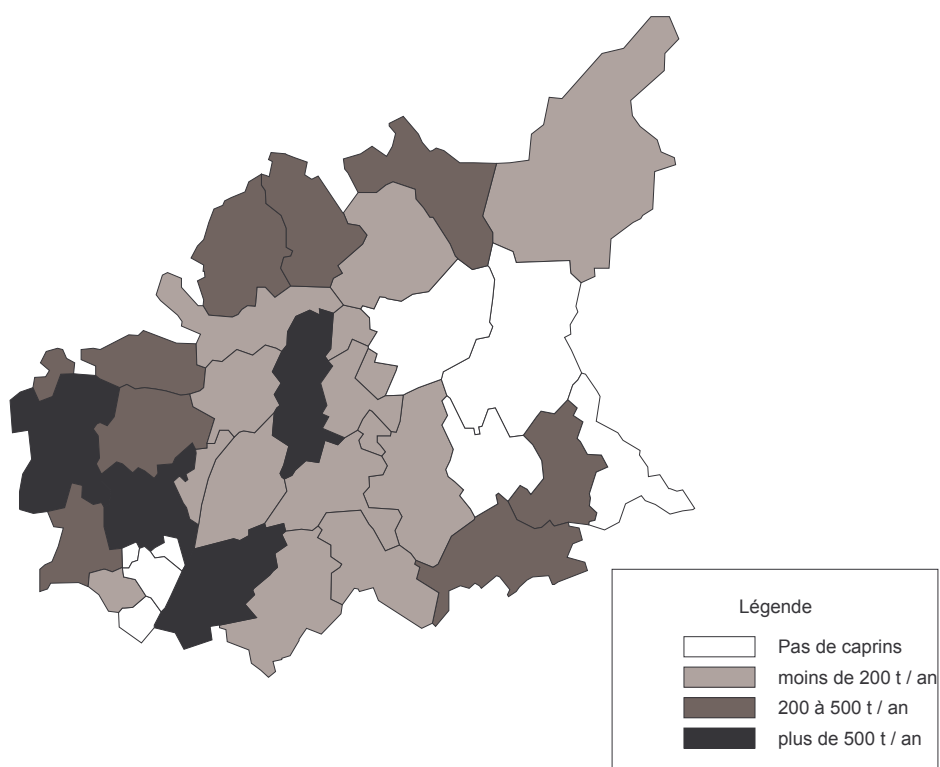 Légende
Pas de caprins
moins de 200 t / an
200 à 500 t / an
plus de 500 t / an